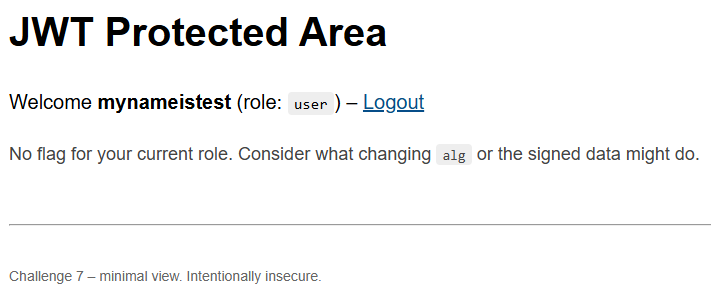 JWT Protected Area
Welcome mynameistest (role: user) – Logout
No flag for your current role. Consider what changing alg or the signed data might do.
Challenge 7 – minimal view. Intentionally insecure.